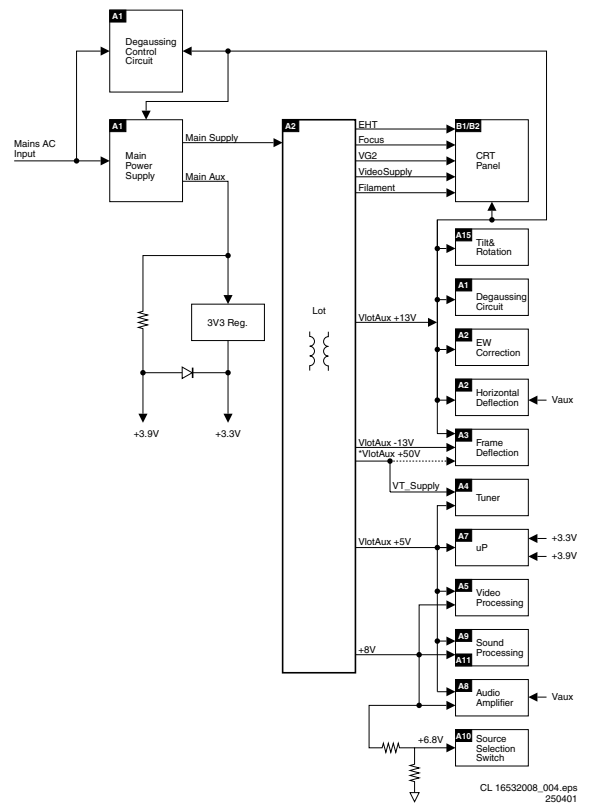 A1
Degaussing
Control
Circuit
Mains AC
Input
A1
Main
Power
Supply
Main Supply
Main Aux
3V3 Reg.
+3.9V
+3.3V
A2
Lot
EHT
Focus
VG2
VideoSupply
Filament
B1/B2
CRT
Panel
A15
Tilt&
Rotation
A1
Degaussing
Circuit
VlotAux +13V
A2
EW
Correction
A2
Horizontal
Deflection
Vaux
VlotAux -13V
*VlotAux +50V
A3
Frame
Deflection
VT_Supply
A4
Tuner
VlotAux +5V
A7
uP
+3.3V
+3.9V
A5
Video
Processing
+8V
A9
Sound
Processing
A11
A8
Audio
Amplifier
Vaux
+6.8V
A10
Source
Selection
Switch
CL 16532008_004.eps
250401